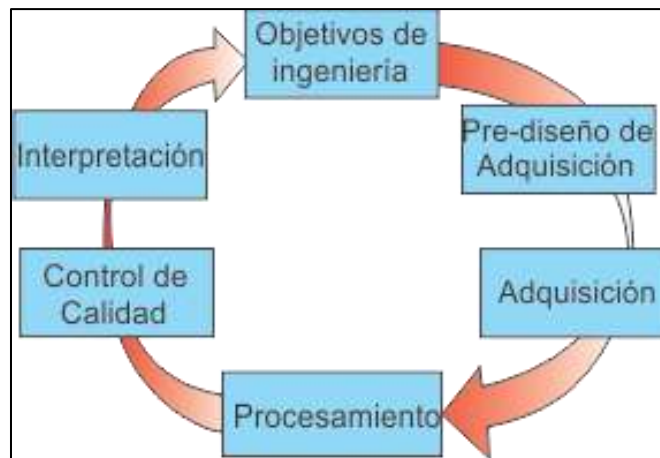 Objetivos de
ingeniería
Pre-diseño de
Adquisición
Adquisición
Procesamiento
Control de
Calidad
Interpretación